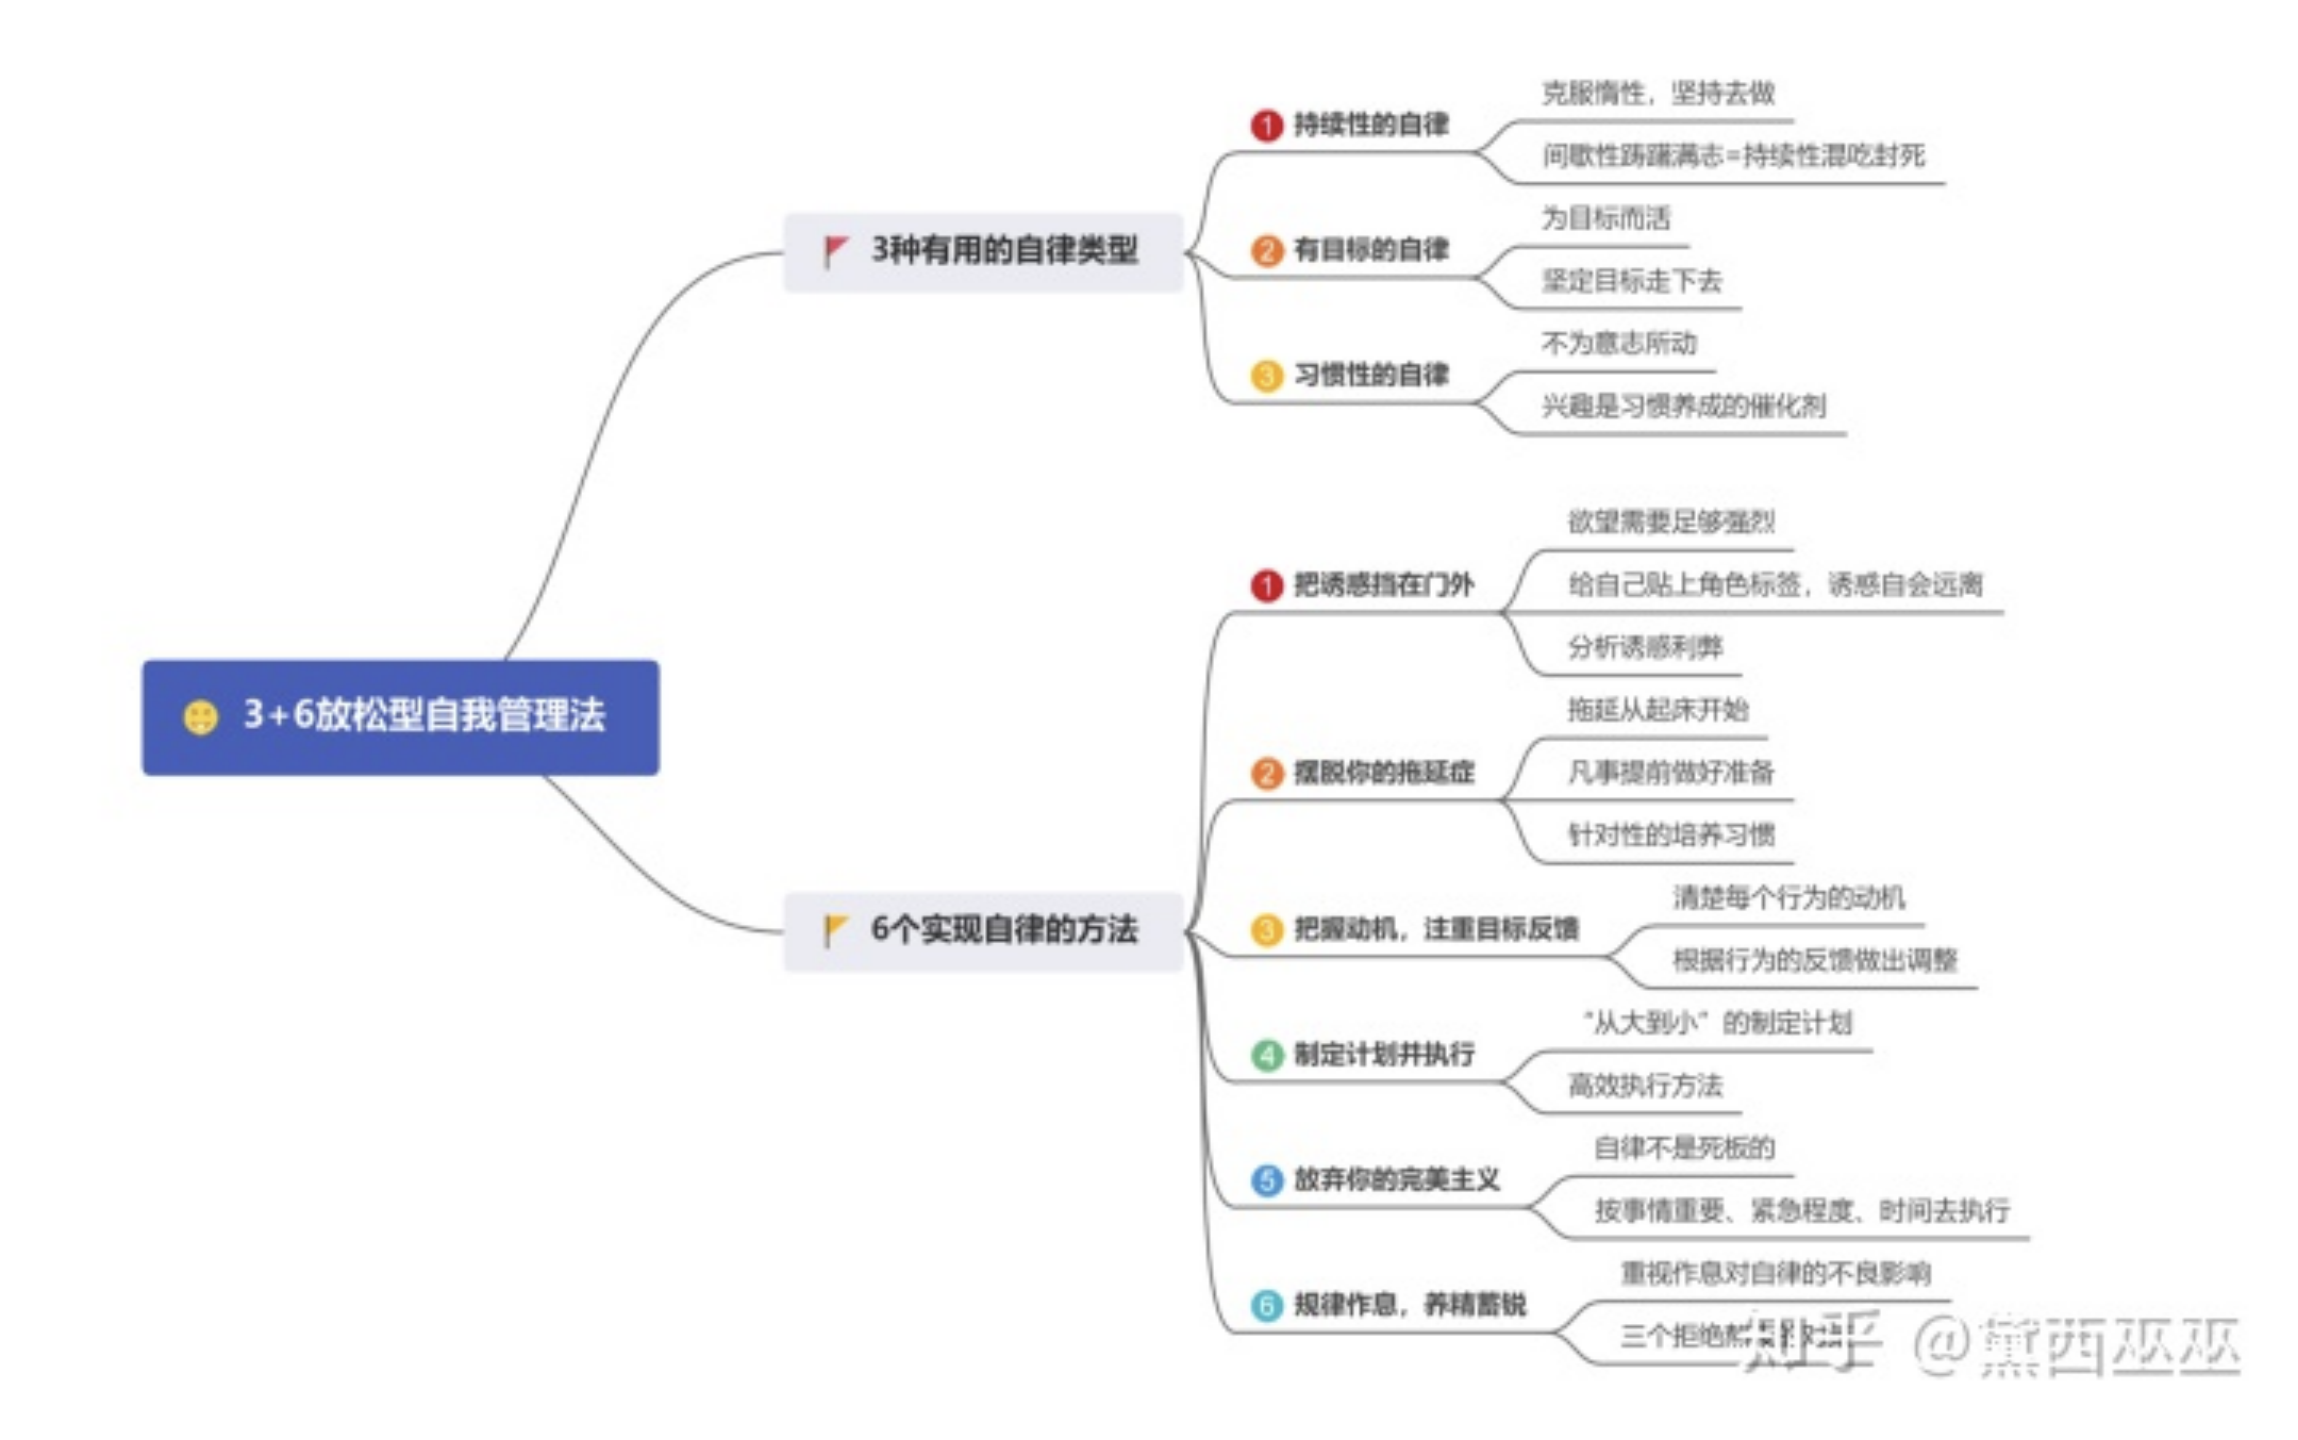 3+6放松型自我管理法
3种有用的自律类型
1 持续性的自律
克服惰性，坚持去做
间歇性踌躇满志=持续性混吃封死
2 有目标的自律
为目标而活
坚定目标走下去
3 习惯性的自律
不为意志所动
兴趣是习惯养成的催化剂
6个实现自律的方法
1 把诱惑挡在门外
欲望需要足够强烈
给自己贴上角色标签，诱惑自会远离
分析诱惑利弊
2 摆脱你的拖延症
拖延从起床开始
凡事提前做好准备
针对性的培养习惯
3 把握动机，注重目标反馈
清楚每个行为的动机
根据行为的反馈做出调整
4 制定计划并执行
“从大到小”的制定计划
高效执行方法
5 放弃你的完美主义
自律不是死板的
按事情重要、紧急程度、时间去执行
6 规律作息，养精蓄锐
重视作息对自律的不良影响
三个拒绝
知乎 @黛西巫巫